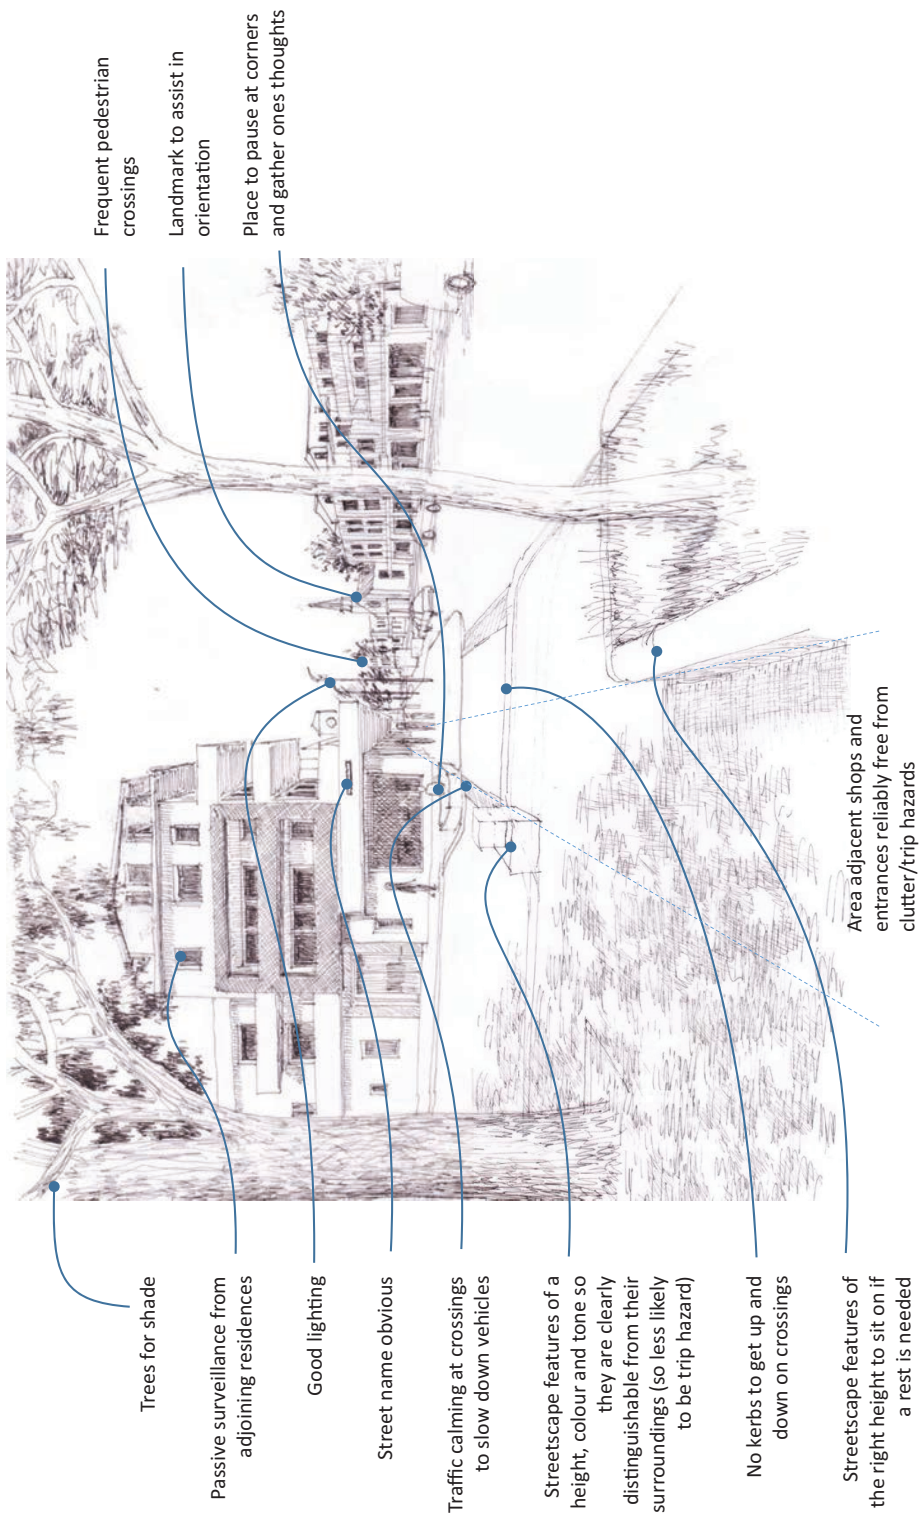 Trees for shade
Passive surveillance from
adjoining residences
Good lighting
Street name obvious
Traffic calming at crossings
to slow down vehicles
Streetscape features of a
height, colour and tone so
they are clearly
distinguishable from their
surroundings (so less likely
to be trip hazard)
No kerbs to get up and
down on crossings
Streetscape features of
the right height to sit on if
a rest is needed
Area adjacent shops and
entrances reliably free from
clutter/trip hazards
Frequent pedestrian
crossings
Landmark to assist in
orientation
Place to pause at corners
and gather ones thoughts